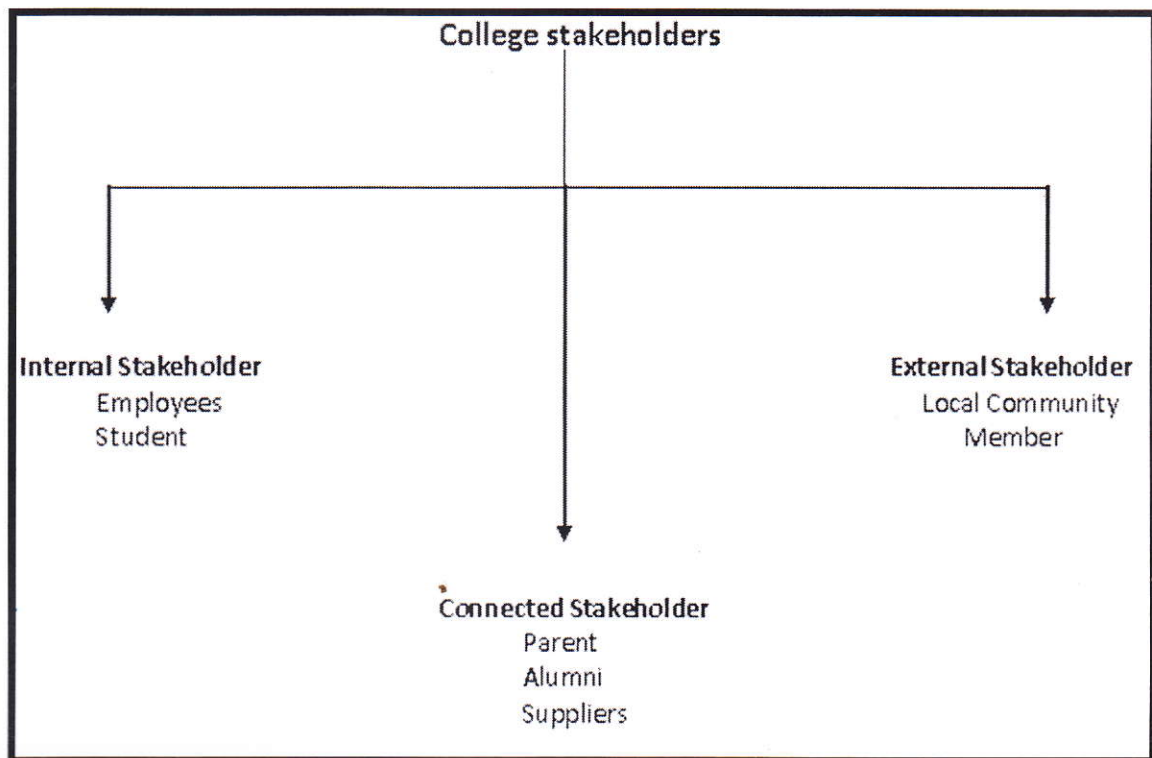 College stakeholders
Internal Stakeholder
Employees
Student
External Stakeholder
Local Community
Member
Connected Stakeholder
Parent
Alumni
Suppliers